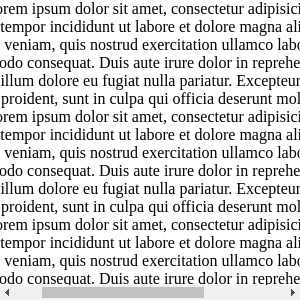 orem ipsum dolor sit amet, consectetur adipisici
tempor incididunt ut labore et dolore magna ali
veniam, quis nostrud exercitation ullamco labo
odo consequat. Duis aute irure dolor in reprehe
illum dolore eu fugiat nulla pariatur. Excepteur
proident, sunt in culpa qui officia deserunt mol
orem ipsum dolor sit amet, consectetur adipisici
tempor incididunt ut labore et dolore magna ali
veniam, quis nostrud exercitation ullamco labo
odo consequat. Duis aute irure dolor in reprehe
illum dolore eu fugiat nulla pariatur. Excepteur
proident, sunt in culpa qui officia deserunt mol
orem ipsum dolor sit amet, consectetur adipisici
tempor incididunt ut labore et dolore magna ali
veniam, quis nostrud exercitation ullamco labo
odo consequat. Duis aute irure dolor in reprehe